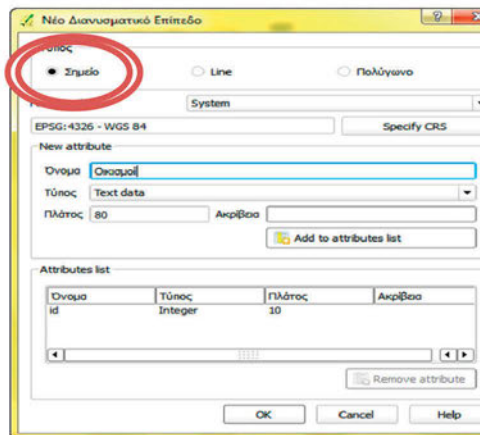 Νέο Διανυσματικό Επίπεδο
Τύπος
Σημείο Line Πολύγωνο
System
EPSG:4326 - WGS 84 Specify CRS
New attribute
Όνομα Οικισμοί
Τύπος Text data
Πλάτος 80 Ακρίβεια
Add to attributes list
Attributes list
Όνομα Τύπος Πλάτος Ακρίβεια
id Integer 10
Remove attribute
OK Cancel Help